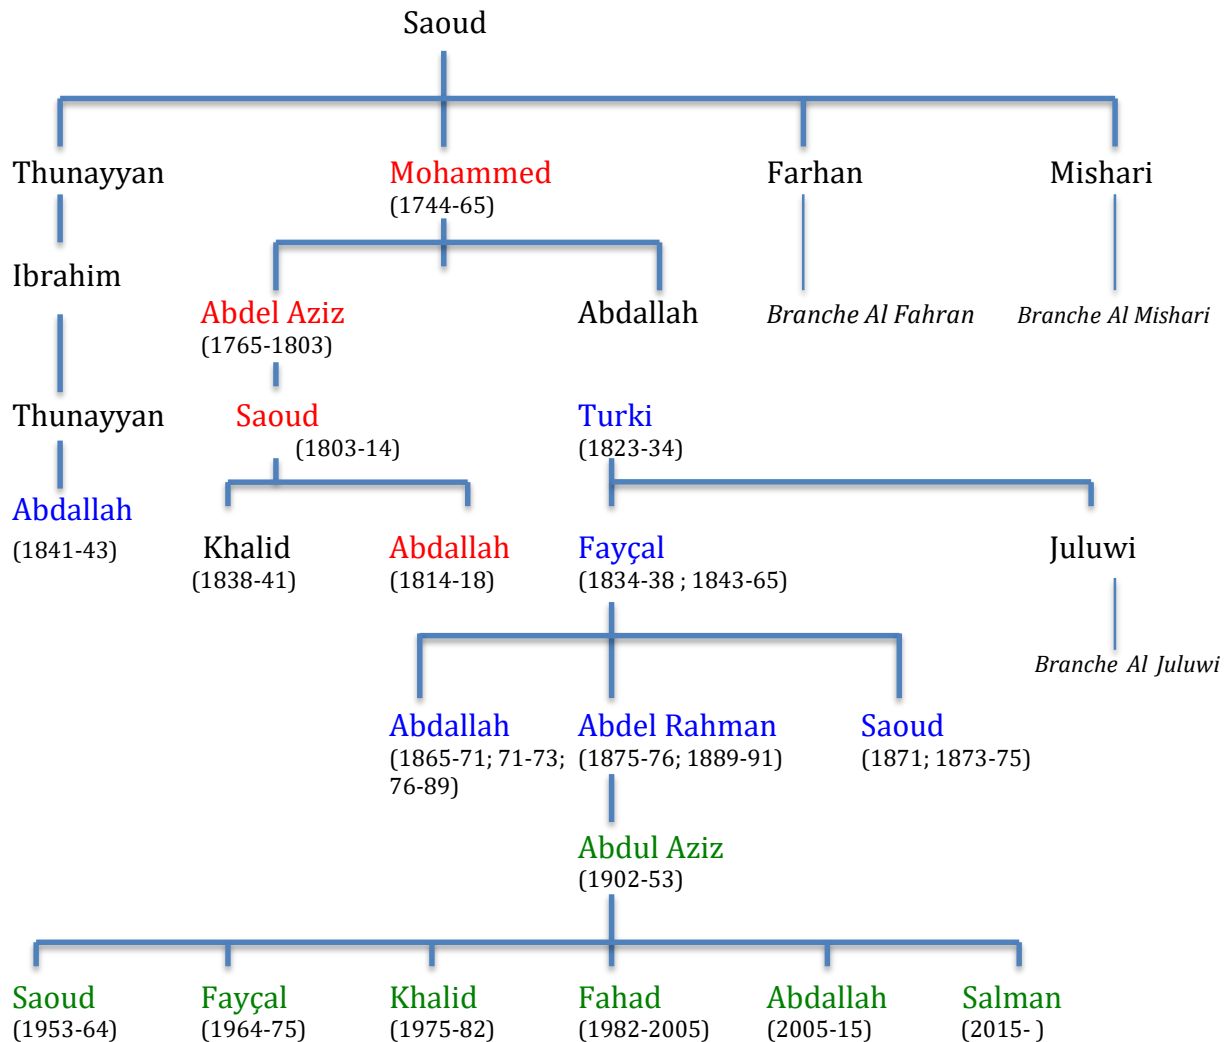 Saoud
Thunayyan
Mohammed
(1744-65)
Farhan
Mishari
Ibrahim
Abdel Aziz
(1765-1803)
Abdallah
Branche Al Fahran
Branche Al Mishari
Thunayyan
Saoud
(1803-14)
Turki
(1823-34)
Abdallah
(1841-43)
Khalid
(1838-41)
Abdallah
(1814-18)
Fayçal
(1834-38 ; 1843-65)
Juluwi
Branche Al Juluwi
Abdallah
(1865-71; 71-73;
76-89)
Abdel Rahman
(1875-76; 1889-91)
Saoud
(1871; 1873-75)
Abdul Aziz
(1902-53)
Saoud
(1953-64)
Fayçal
(1964-75)
Khalid
(1975-82)
Fahad
(1982-2005)
Abdallah
(2005-15)
Salman
(2015- )